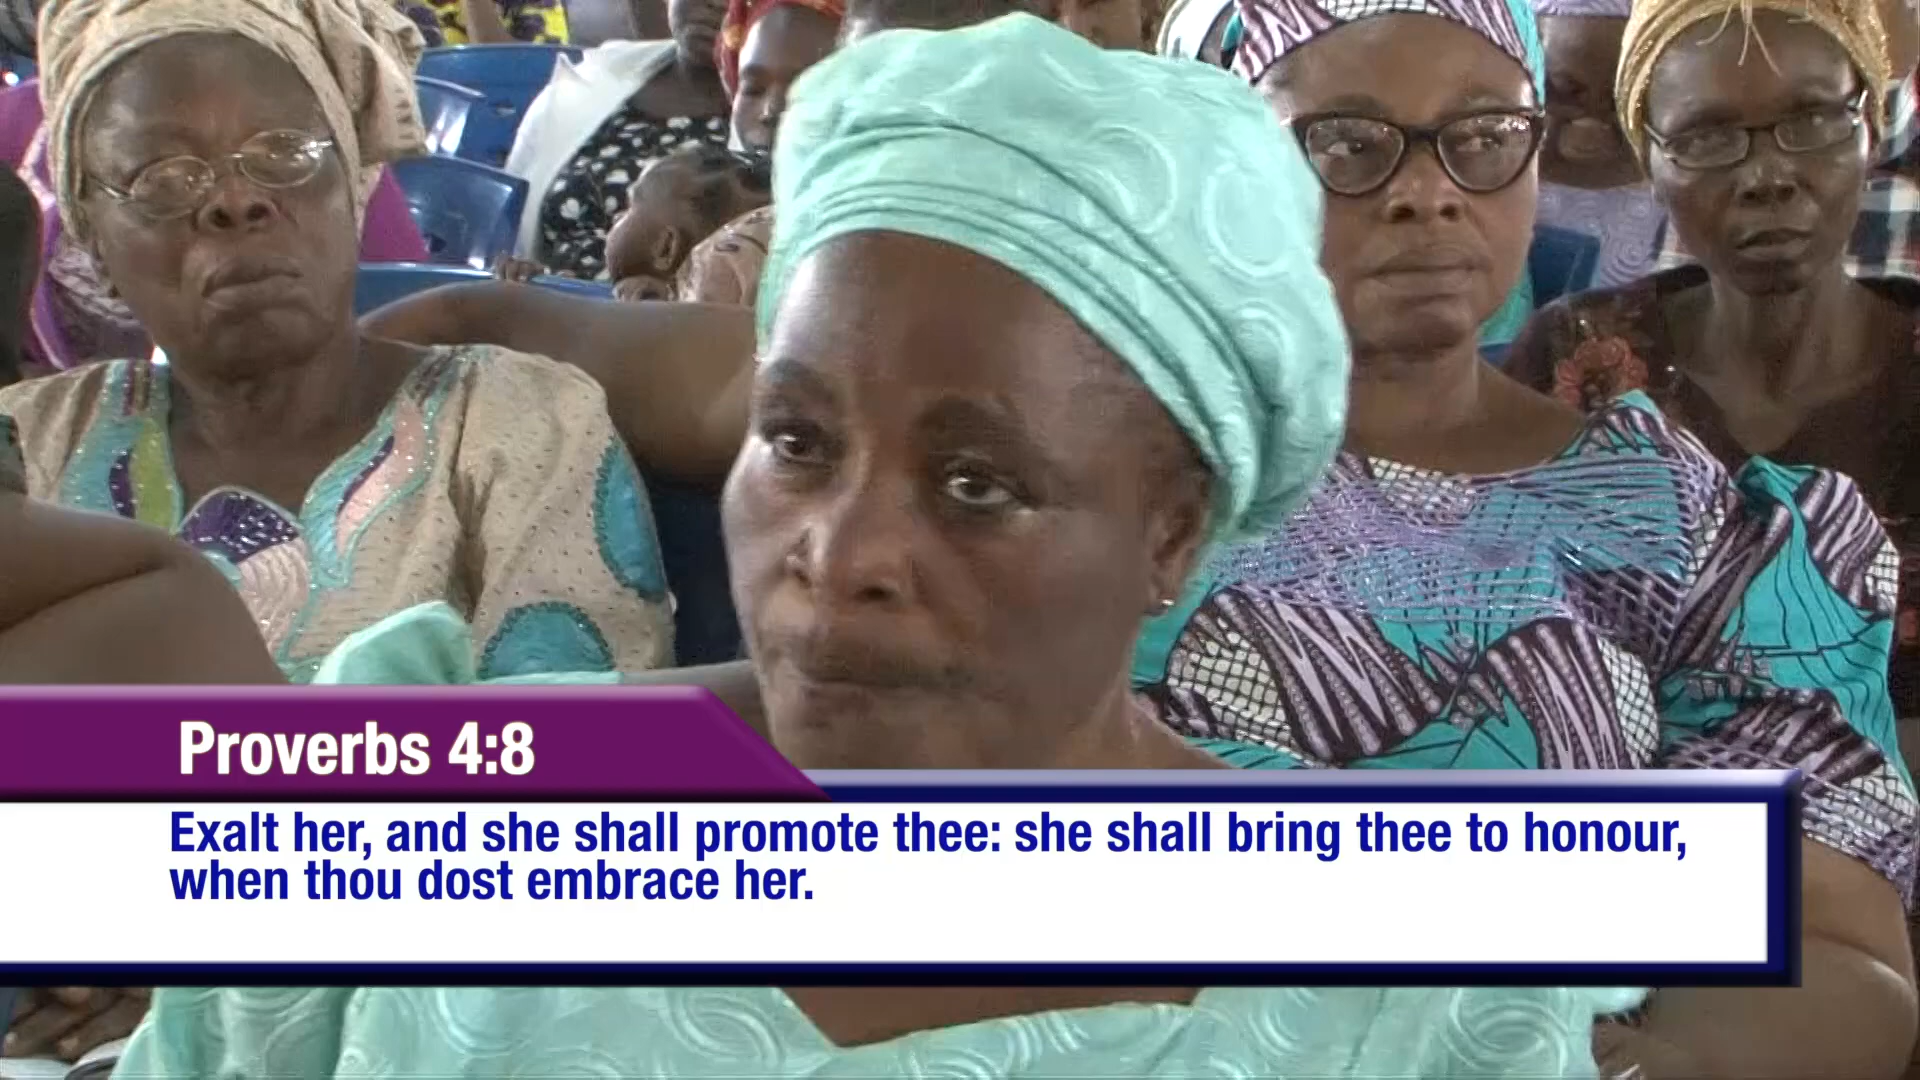 Proverbs 4:8
Exalt her, and she shall promote thee: she shall bring thee to honour,
when thou dost embrace her.